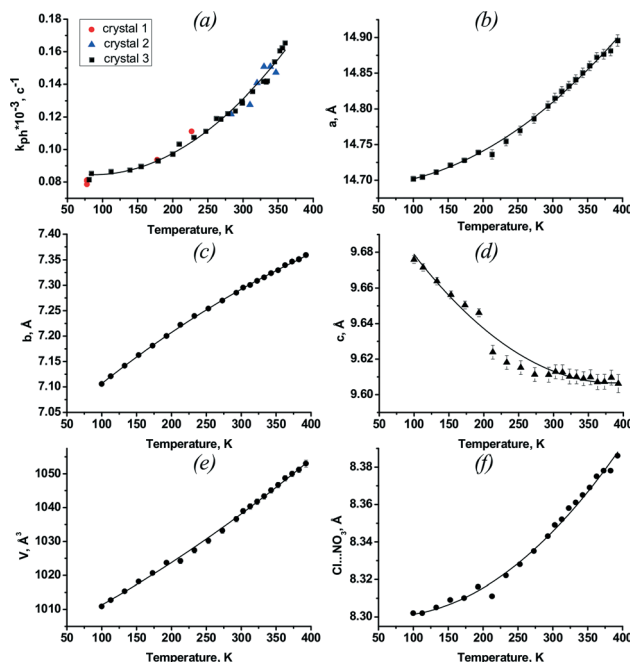 (a)
crystal 1
crystal 2
crystal 3
k_ph*10^-3, c^-1
0.18
0.16
0.14
0.12
0.10
0.08
50 100 150 200 250 300 350 400
Temperature, K
(b)
a, Å
14.90
14.85
14.80
14.75
14.70
50 100 150 200 250 300 350 400
Temperature, K
(c)
b, Å
7.40
7.35
7.30
7.25
7.20
7.15
7.10
7.05
50 100 150 200 250 300 350 400
Temperature, K
(d)
c, Å
9.68
9.66
9.64
9.62
9.60
50 100 150 200 250 300 350 400
Temperature, K
(e)
V, Å³
1050
1040
1030
1020
1010
50 100 150 200 250 300 350 400
Temperature, K
(f)
Cl...NO₃, Å
8.38
8.36
8.34
8.32
8.30
50 100 150 200 250 300 350 400
Temperature, K